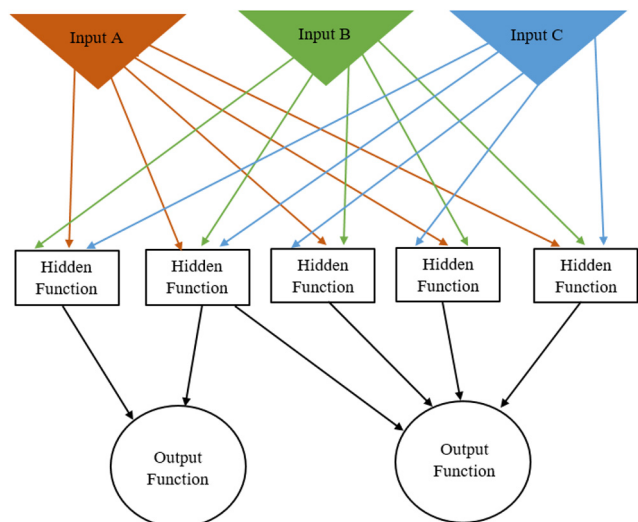 Input A
Input B
Input C
Hidden
Function
Hidden
Function
Hidden
Function
Hidden
Function
Hidden
Function
Output
Function
Output
Function